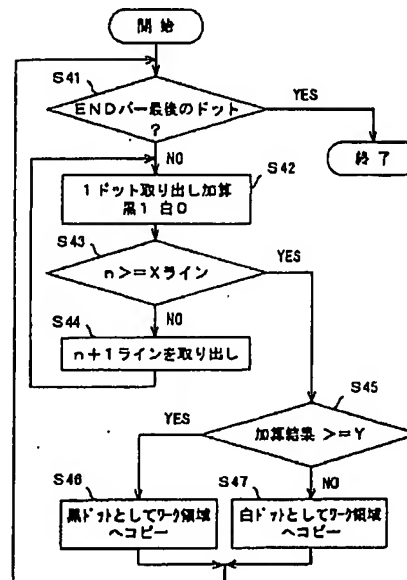 開始
S41
ENDバー最後のドット
?
YES
終了
NO
S42
1ドット取り出し加算
黒1 白0
S43
n>=Xライン
YES
S44
NO
n+1ラインを取り出し
S45
YES
加算結果 >=Y
S46
S47
NO
黒ドットとしてワーク領域
へコピー
白ドットとしてワーク領域
へコピー